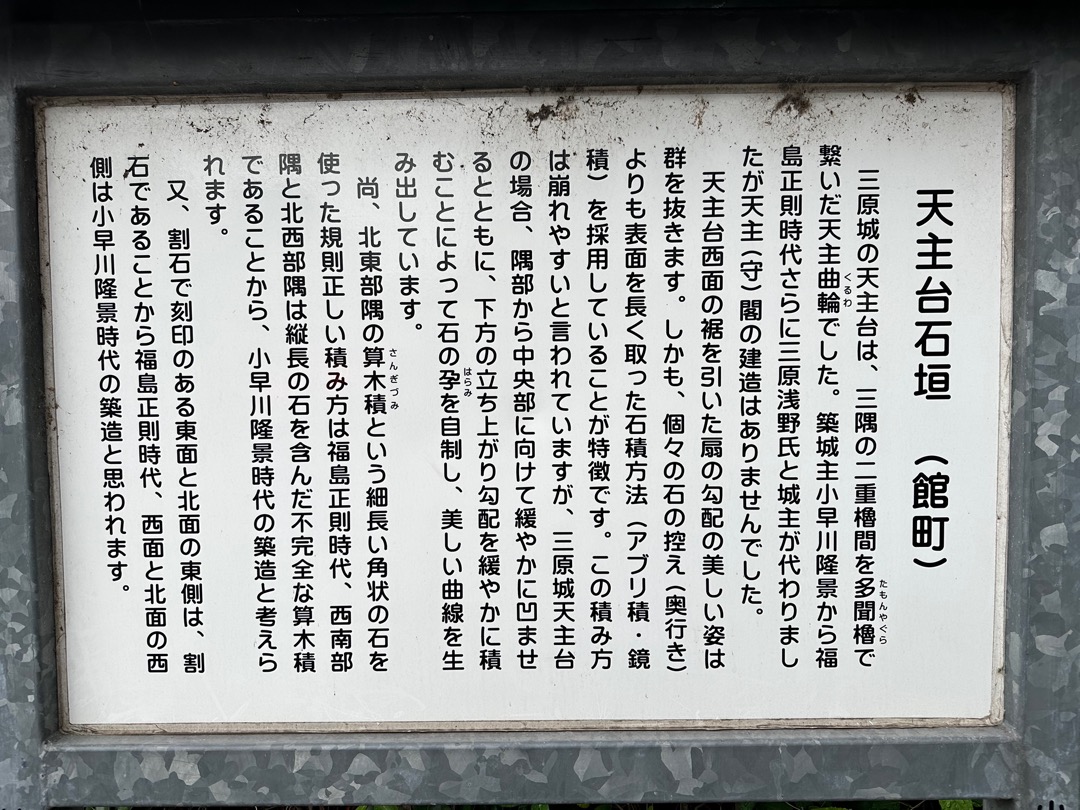 天主台石垣　（館町）
三原城の天主台は、三隅の二重櫓間を多聞櫓で
たもんやぐら
繋いだ天主曲輪でした。築城主小早川隆景から福
くるわ
島正則時代さらに三原浅野氏と城主が代わりまし
たが天主（守）閣の建造はありませんでした。
天主台西面の裾を引いた扇の勾配の美しい姿は
群を抜きます。しかも、個々の石の控え（奥行き）
よりも表面を長く取った石積方法（アブリ積・鏡
積）を採用していることが特徴です。この積み方
は崩れやすいと言われていますが、三原城天主台
の場合、隅部から中央部に向けて緩やかに凹ませ
るとともに、下方の立ち上がり勾配を緩やかに積
むことによって石の孕を自制し、美しい曲線を生
はらみ
み出しています。
尚、北東部隅の算木積という細長い角状の石を
さんぎづみ
使った規則正しい積み方は福島正則時代、西南部
隅と北西部隅は縦長の石を含んだ不完全な算木積
であることから、小早川隆景時代の築造と考えら
れます。
又、割石で刻印のある東面と北面の東側は、割
石であることから福島正則時代、西面と北面の西
側は小早川隆景時代の築造と思われます。